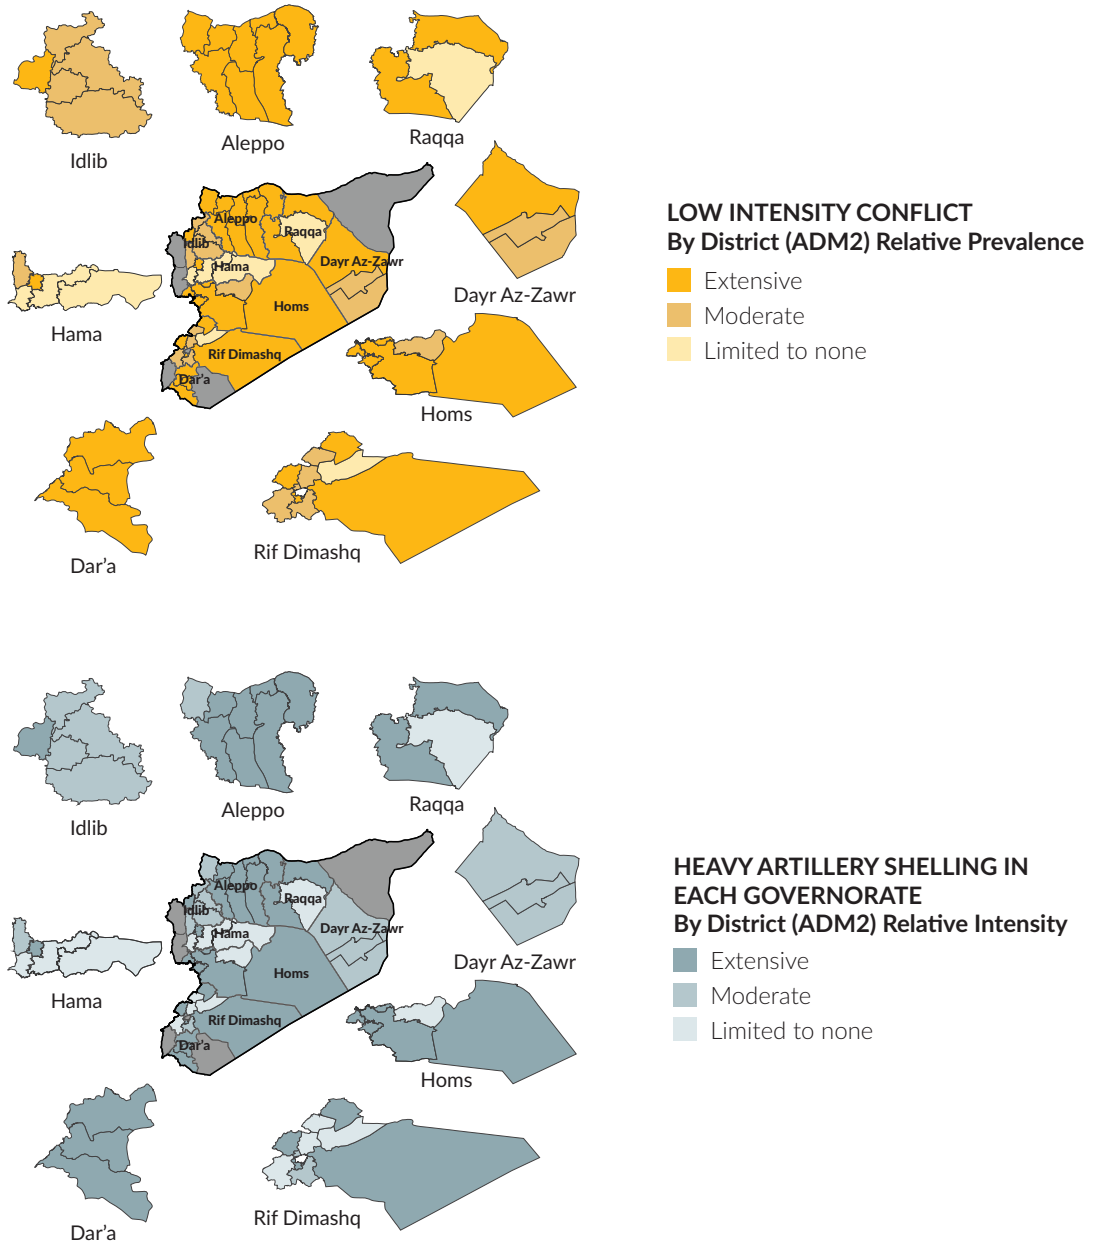 Idlib
Aleppo
Raqqa
Aleppo
Idlib
Raqqa
Hama
Dayr Az-Zawr
Homs
Rif Dimashq
Dar'a
Hama
Dayr Az-Zawr
Homs
Dar'a
Rif Dimashq
LOW INTENSITY CONFLICT
By District (ADM2) Relative Prevalence
Extensive
Moderate
Limited to none
Idlib
Aleppo
Raqqa
Aleppo
Idlib
Raqqa
Hama
Dayr Az-Zawr
Homs
Rif Dimashq
Dar'a
Hama
Dayr Az-Zawr
Homs
Dar'a
Rif Dimashq
HEAVY ARTILLERY SHELLING IN
EACH GOVERNORATE
By District (ADM2) Relative Intensity
Extensive
Moderate
Limited to none